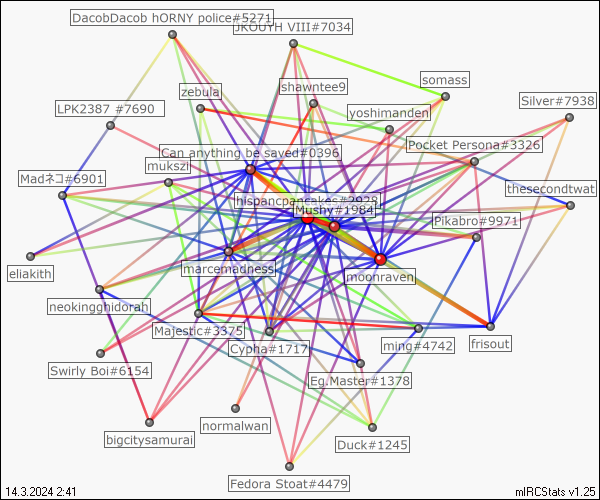 DacobDacob hORNY police#5271
JKOUYH VIII#7034
somass
zebula
shawntee9
Silver#7938
LPK2387 #7690
yoshimanden
Pocket Persona#3326
Can anything be saved#0396
mukszi
Madネコ#6901
thesecondtwat
hispancpancakes#2928
Mushy#1984
Pikabro#9971
eliakith
marcemadness
moonraven
neokingghidorah
Majestic#3375
Cypha#1717
ming#4742
frisout
Swirly Boi#6154
Eg.Master#1378
normalwan
bigcitysamurai
Duck#1245
Fedora Stoat#4479
14.3.2024 2:41
mIRCStats v1.25